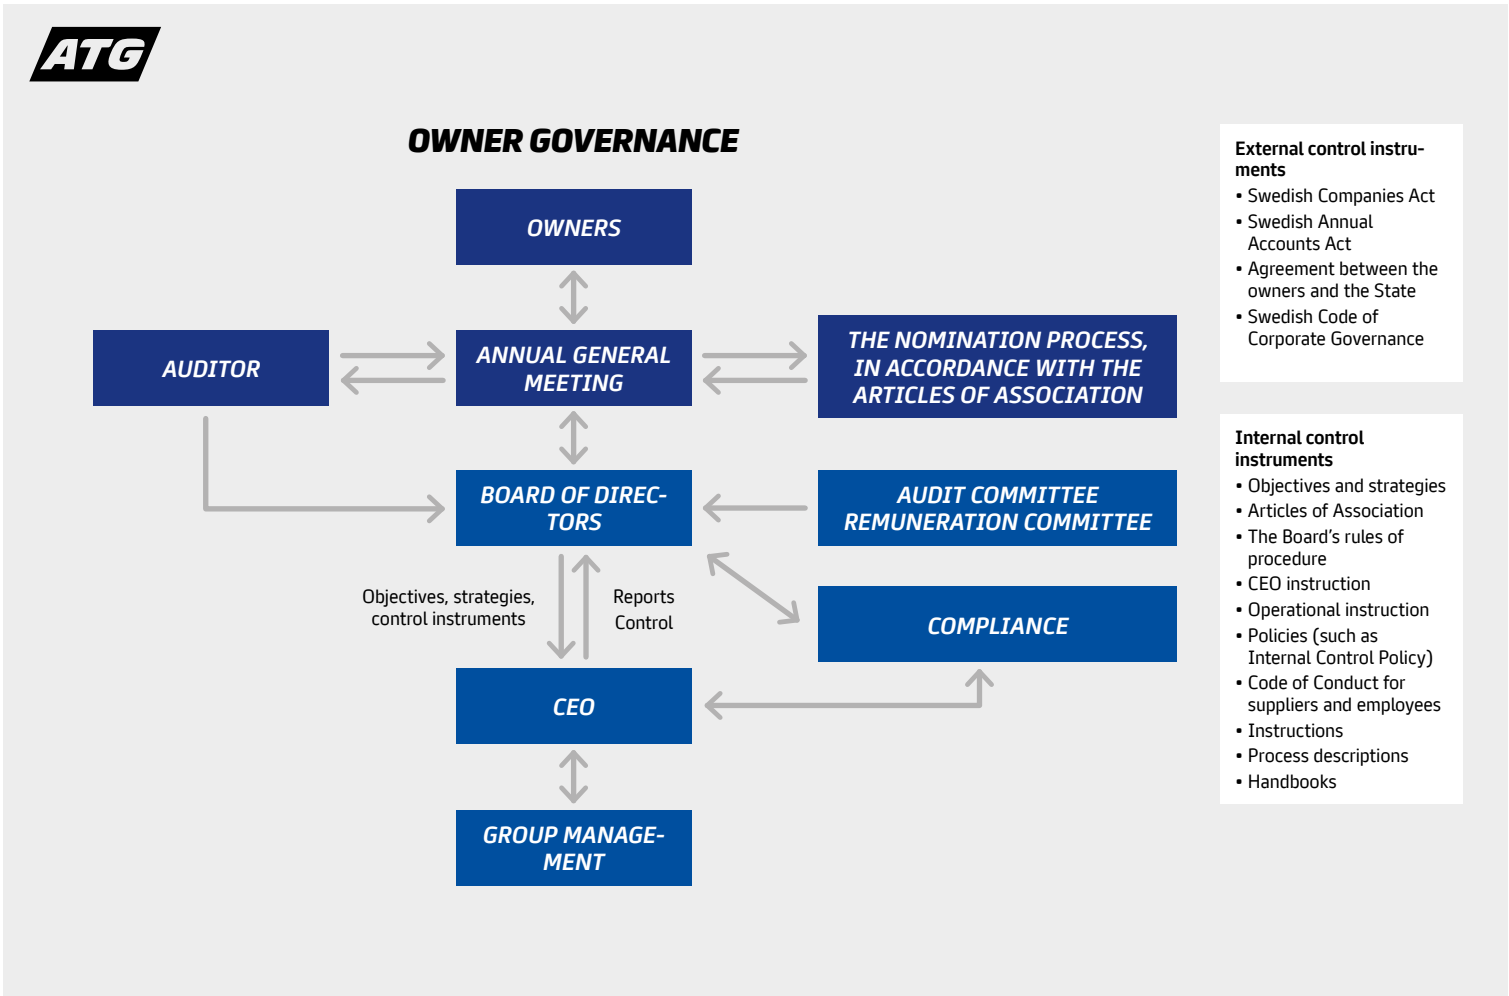 ATG
OWNER GOVERNANCE
OWNERS
AUDITOR
ANNUAL GENERAL
MEETING
THE NOMINATION PROCESS,
IN ACCORDANCE WITH THE
ARTICLES OF ASSOCIATION
BOARD OF DIREC-
TORS
AUDIT COMMITTEE
REMUNERATION COMMITTEE
Objectives, strategies,
control instruments
Reports
Control
COMPLIANCE
CEO
GROUP MANAGE-
MENT
External control instru-
ments
• Swedish Companies Act
• Swedish Annual
Accounts Act
• Agreement between the
owners and the State
• Swedish Code of
Corporate Governance
Internal control
instruments
• Objectives and strategies
• Articles of Association
• The Board’s rules of
procedure
• CEO instruction
• Operational instruction
• Policies (such as
Internal Control Policy)
• Code of Conduct for
suppliers and employees
• Instructions
• Process descriptions
• Handbooks